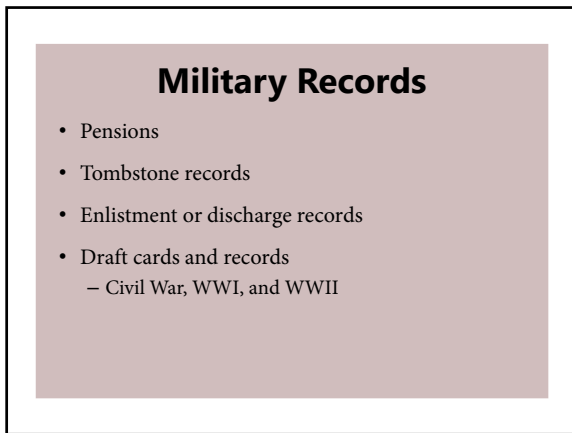 Military Records
• Pensions
• Tombstone records
• Enlistment or discharge records
• Draft cards and records
– Civil War, WWI, and WWII